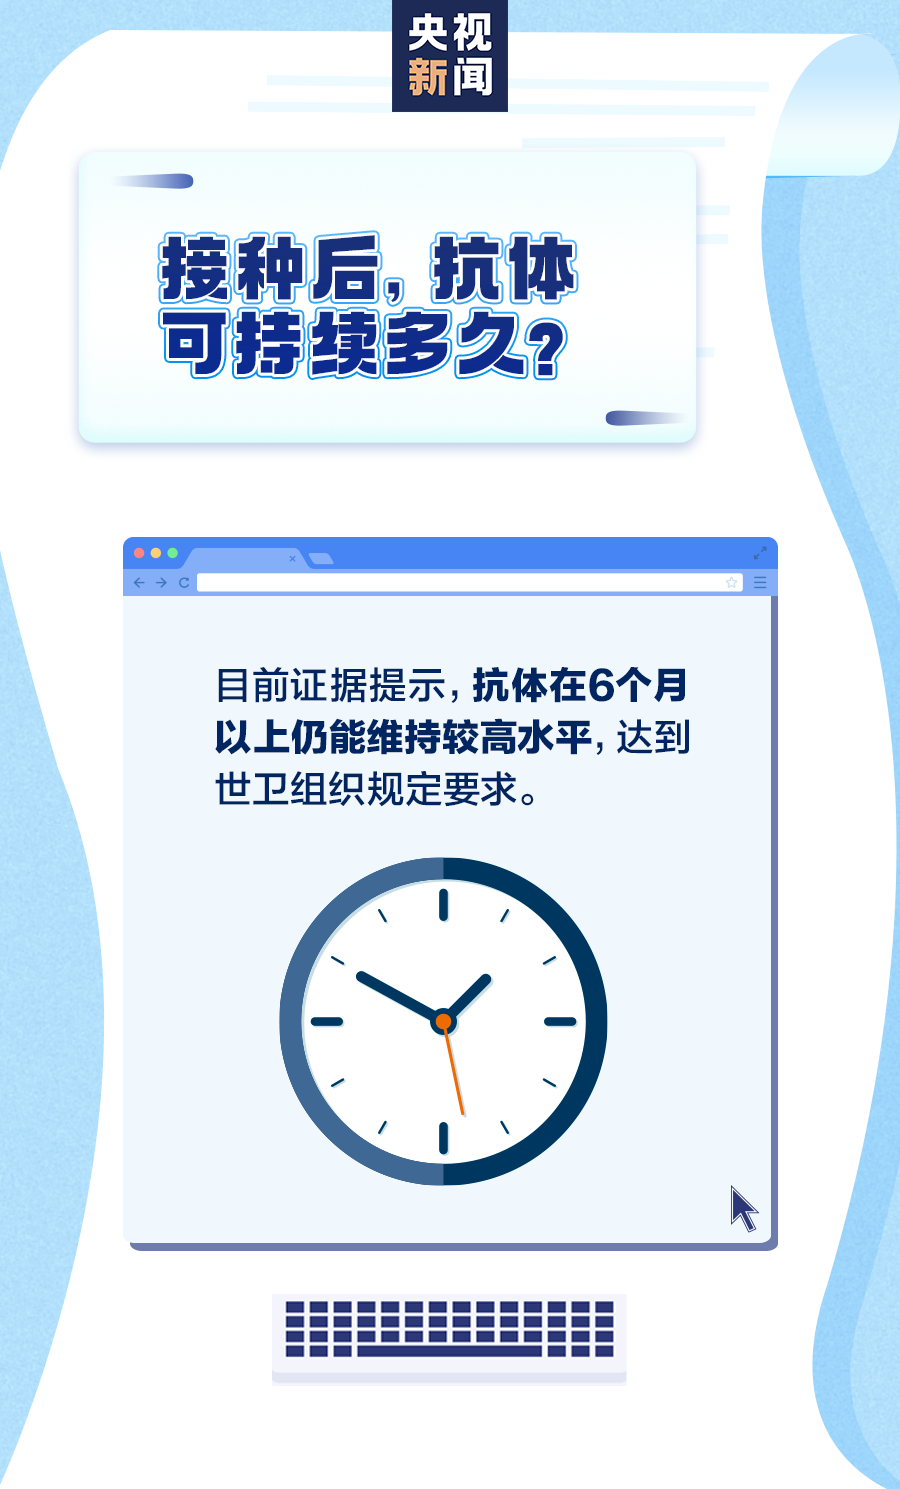 央视
新闻
接种后，抗体
可持续多久？
目前证据提示，抗体在6个月
以上仍能维持较高水平，达到
世卫组织规定要求。